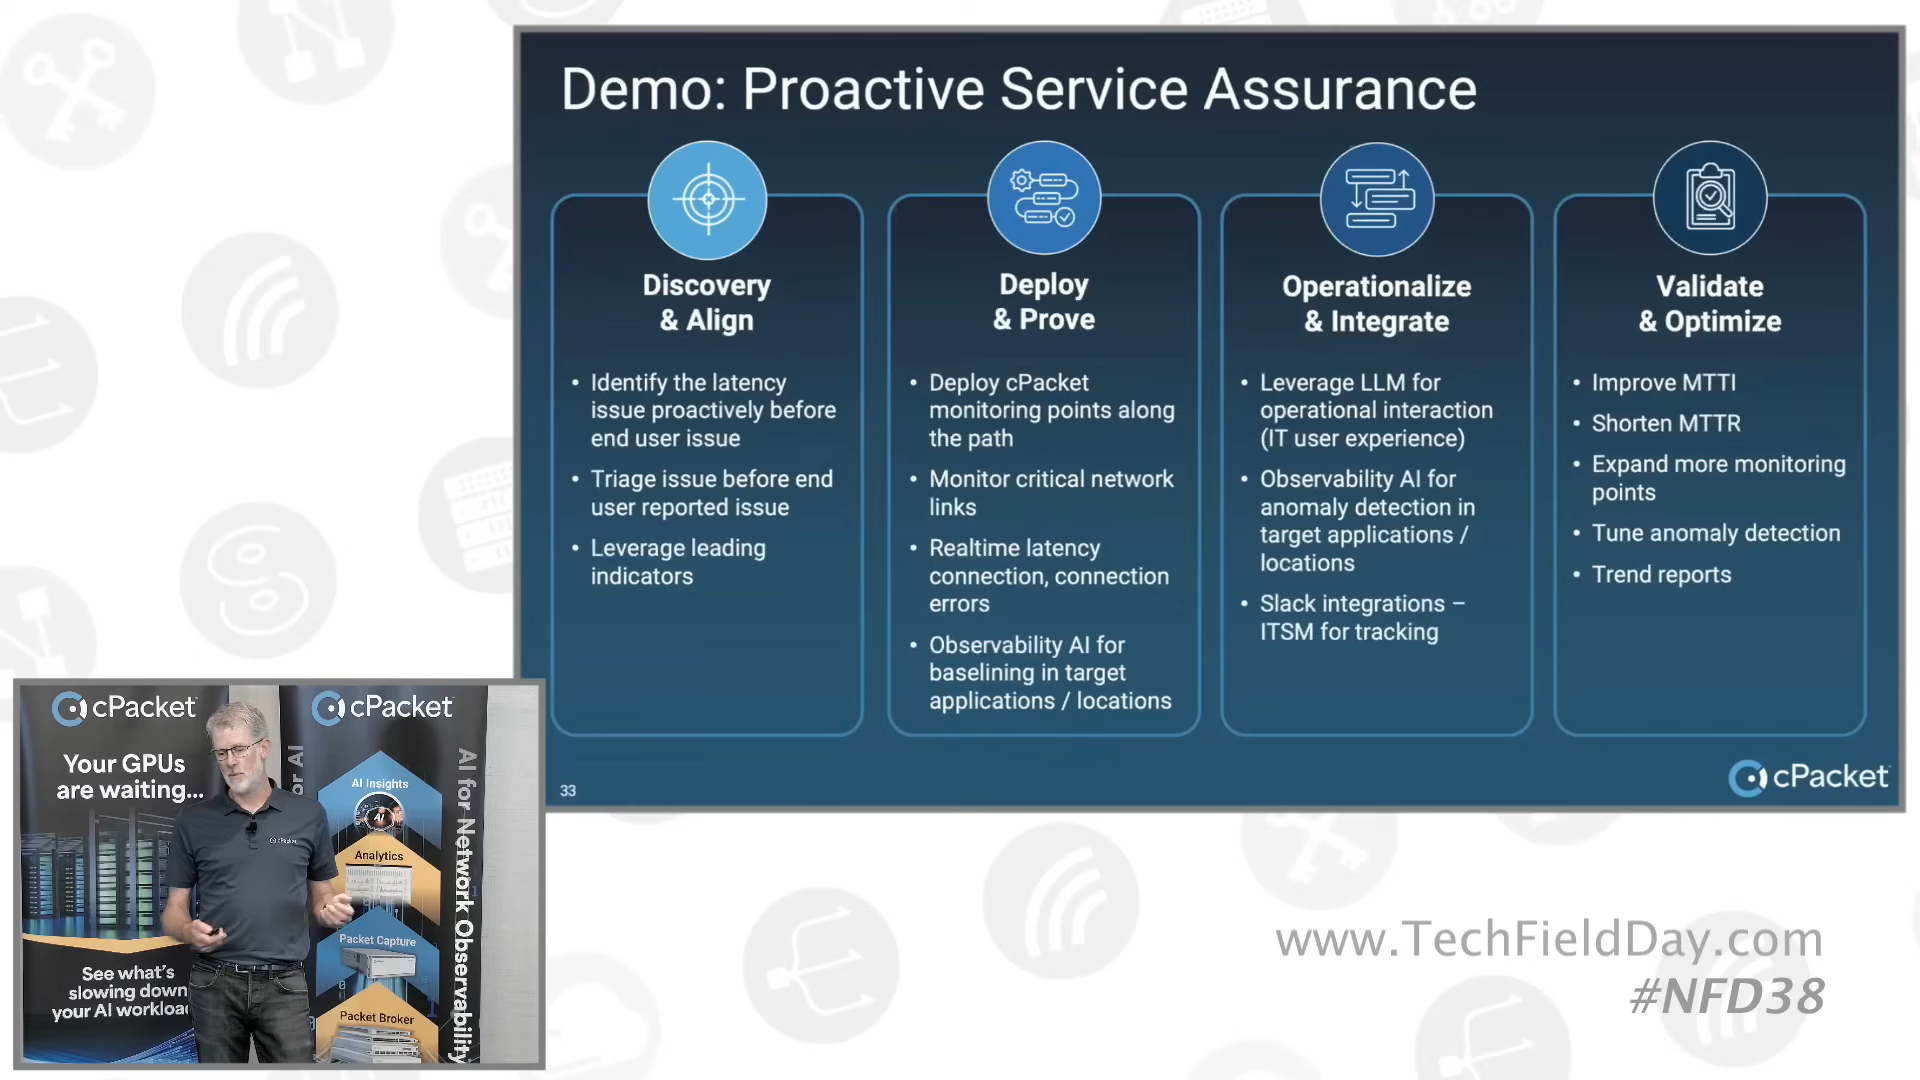 Demo: Proactive Service Assurance
Discovery
& Align
• Identify the latency
issue proactively before
end user issue
• Triage issue before end
user reported issue
• Leverage leading
indicators
Deploy
& Prove
• Deploy cPacket
monitoring points along
the path
• Monitor critical network
links
• Realtime latency
connection, connection
errors
• Observability AI for
baselining in target
applications / locations
Operationalize
& Integrate
• Leverage LLM for
operational interaction
(IT user experience)
• Observability AI for
anomaly detection in
target applications /
locations
• Slack integrations –
ITSM for tracking
Validate
& Optimize
• Improve MTTI
• Shorten MTTR
• Expand more monitoring
points
• Tune anomaly detection
• Trend reports
33
cPacket
cPacket
Your GPUs
are waiting...
See what's
slowing down
your AI workloa
cPacket
or AI
AI Insights
AI
Analytics
Packet Capture
Packet Broker
AI for Network Observability
cPacket
www.TechFieldDay.com
#NFD38